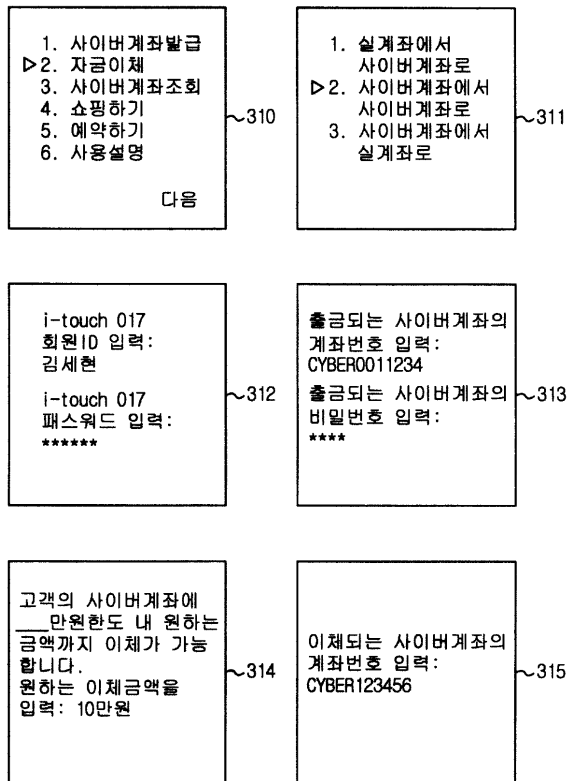 1. 사이버계좌발급
▷2. 자금이체
3. 사이버계좌조회
4. 쇼핑하기
5. 예약하기
6. 사용설명
다음
310
1. 실계좌에서
사이버계좌로
▷2. 사이버계좌에서
사이버계좌로
3. 사이버계좌에서
실계좌로
311
i-touch 017
회원ID 입력:
김세현
i-touch 017
패스워드 입력:
******
312
출금되는 사이버계좌의
계좌번호 입력:
CYBER0011234
출금되는 사이버계좌의
비밀번호 입력:
****
313
고객의 사이버계좌에
___만원한도 내 원하는
금액까지 이체가 가능
합니다.
원하는 이체금액을
입력: 10만원
314
이체되는 사이버계좌의
계좌번호 입력:
CYBER123456
315